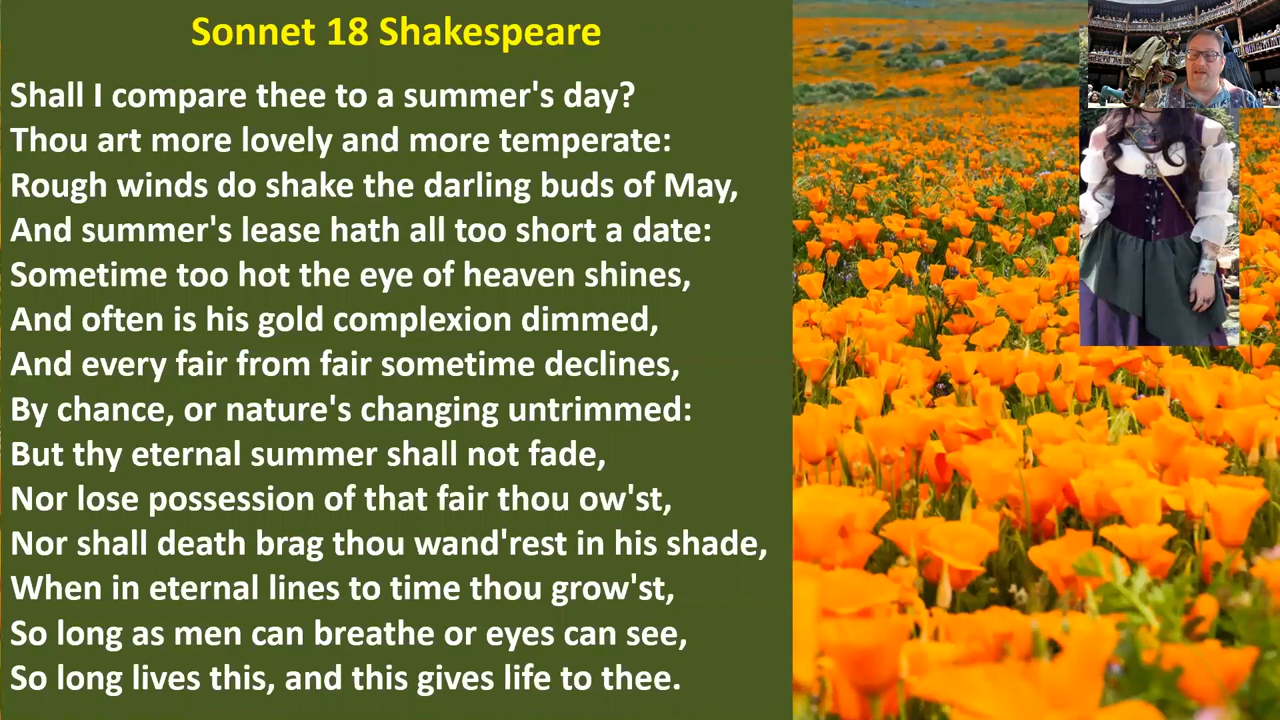 Sonnet 18 Shakespeare
Shall I compare thee to a summer's day?
Thou art more lovely and more temperate:
Rough winds do shake the darling buds of May,
And summer's lease hath all too short a date:
Sometime too hot the eye of heaven shines,
And often is his gold complexion dimmed,
And every fair from fair sometime declines,
By chance, or nature's changing untrimmed:
But thy eternal summer shall not fade,
Nor lose possession of that fair thou ow'st,
Nor shall death brag thou wand'rest in his shade,
When in eternal lines to time thou grow'st,
So long as men can breathe or eyes can see,
So long lives this, and this gives life to thee.